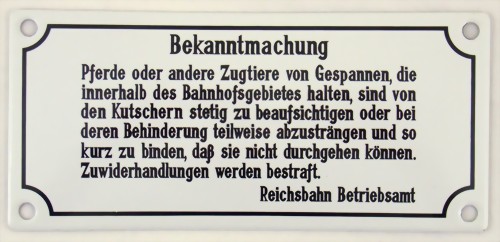 Bekanntmachung
Pferde oder andere Zugtiere von Gespannen, die
innerhalb des Bahnhofsgebietes halten, sind von
den Kutschern stetig zu beaufsichtigen oder bei
deren Behinderung teilweise abzusträngen und so
kurz zu binden, daß sie nicht durchgehen können.
Zuwiderhandlungen werden bestraft.
Reichsbahn Betriebsamt